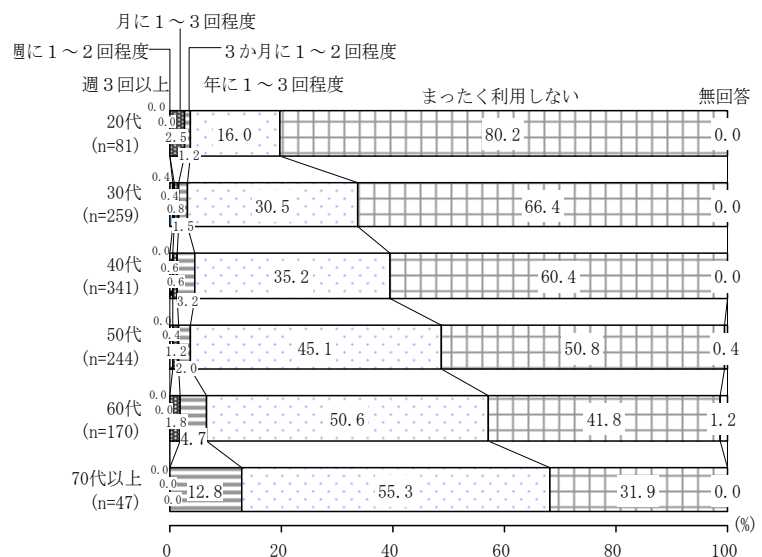 月に１～３回程度
週に１～２回程度
３か月に１～２回程度
週３回以上
年に１～３回程度
まったく利用しない
無回答
20代
(n=81)
0.0
0.0
2.5
1.2
16.0
80.2
0.0
30代
(n=259)
0.4
0.4
0.8
1.5
30.5
66.4
0.0
40代
(n=341)
0.0
0.6
0.6
3.2
35.2
60.4
0.0
50代
(n=244)
0.0
0.4
1.2
2.0
45.1
50.8
0.4
60代
(n=170)
0.0
0.0
1.8
4.7
50.6
41.8
1.2
70代以上
(n=47)
0.0
0.0
0.0
12.8
55.3
31.9
0.0
0 20 40 60 80 100
(%)